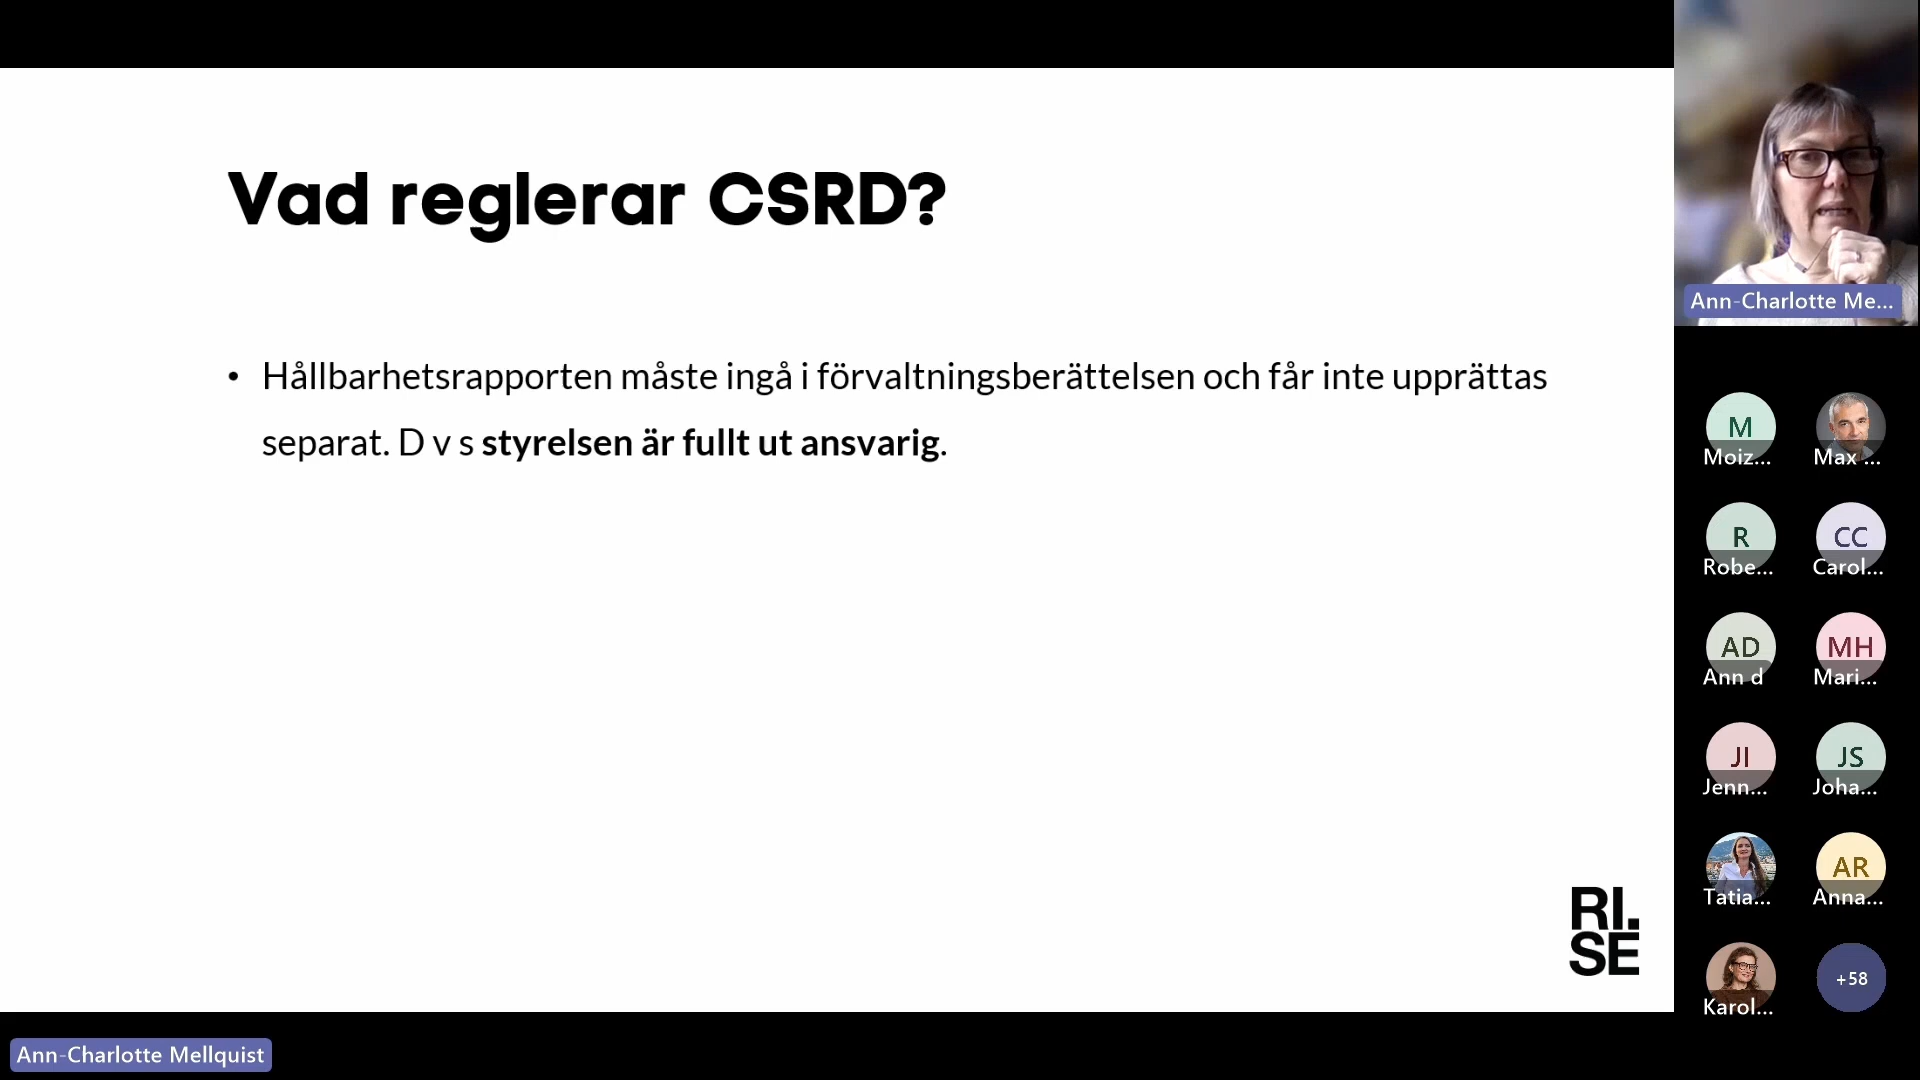 Vad reglerar CSRD?
• Hållbarhetsrapporten måste ingå i förvaltningsberättelsen och får inte upprättas
separat. D v s styrelsen är fullt ut ansvarig.
RI.
SE
Ann-Charlotte Mellquist
Ann-Charlotte Me...
M
Moiz...
Max ...
R
Robe...
CC
Carol...
AD
Ann d
MH
Mari...
JI
Jenn...
JS
Joha...
Tatia...
AR
Anna...
Karol...
+58